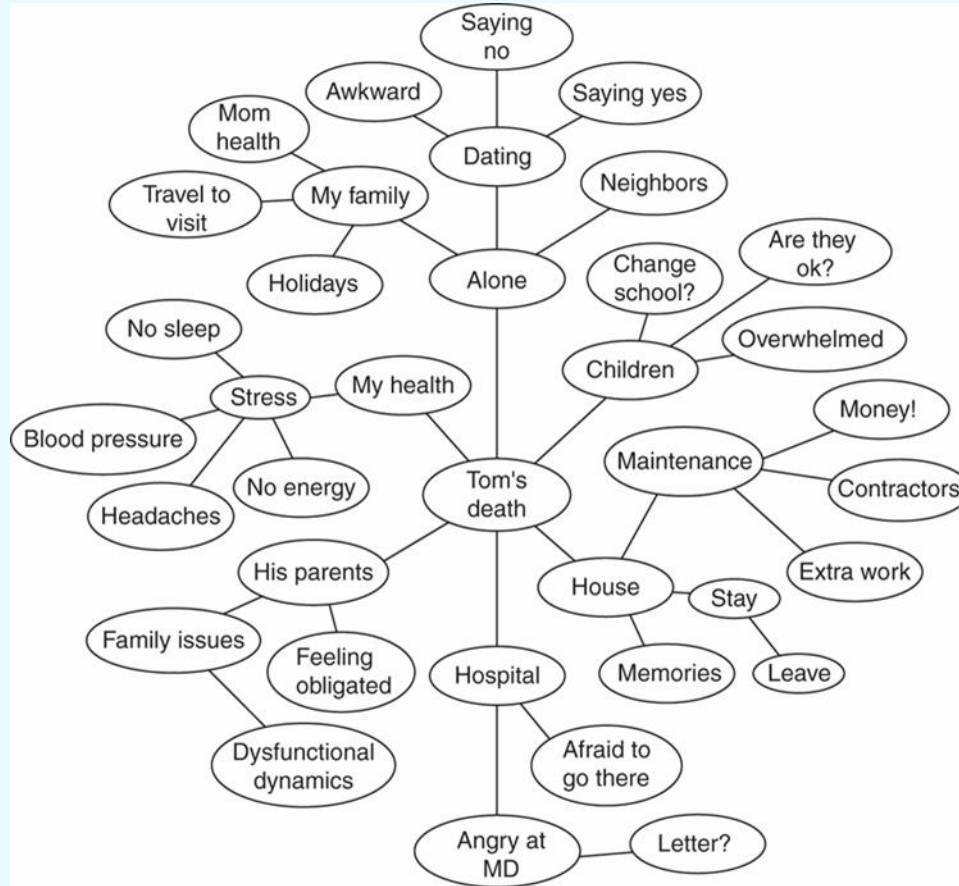 Saying
no
Awkward
Saying yes
Mom
health
Dating
Neighbors
Travel to
visit
My family
Are they
ok?
Change
school?
Holidays
Alone
No sleep
Overwhelmed
Children
Stress
My health
Money!
Blood pressure
Maintenance
No energy
Tom's
death
Contractors
Headaches
His parents
House
Extra work
Stay
Family issues
Feeling
obligated
Hospital
Memories
Leave
Dysfunctional
dynamics
Afraid to
go there
Angry at
MD
Letter?